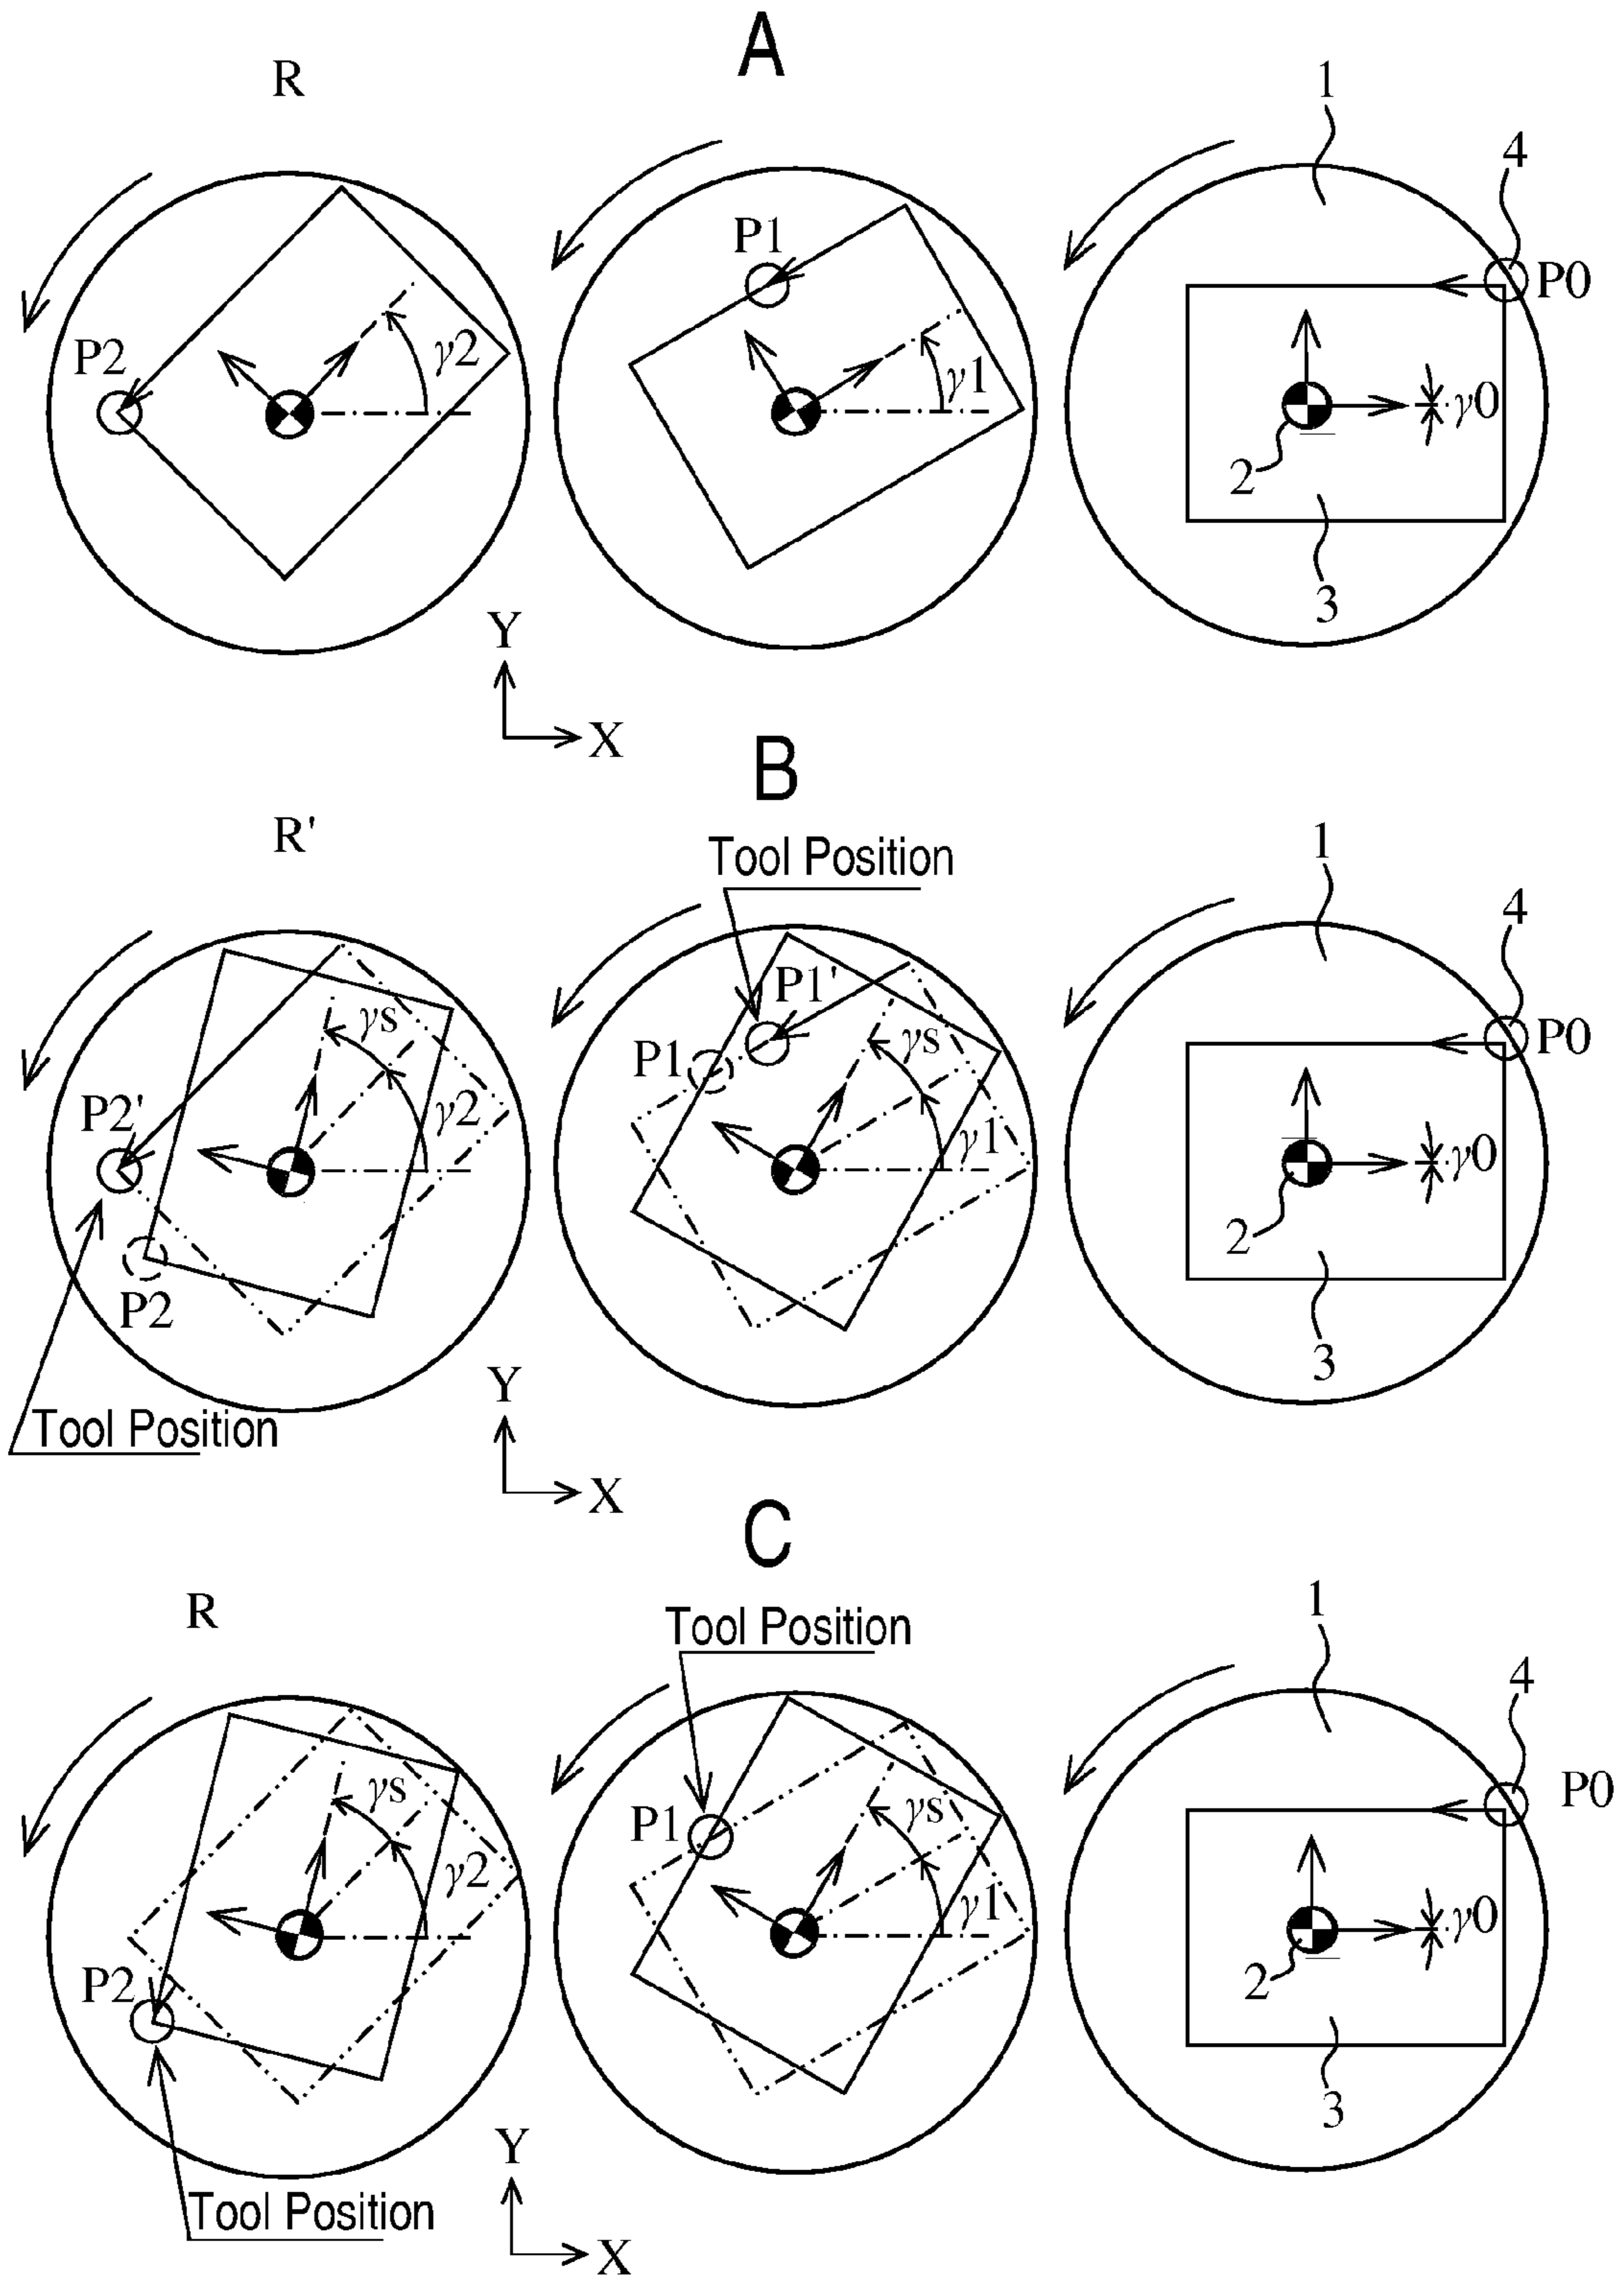 A
R
1
4
P1
P0
P2
γ2
γ1
γ0
2
3
Y
X
B
R'
Tool Position
1
4
P1'
γs
γs
P0
P1
P2'
γ2
γ1
γ0
2
P2
3
Tool Position
Y
X
C
R
Tool Position
1
4
P0
γs
γs
P1
γ2
γ1
γ0
P2
2
3
Y
Tool Position
X